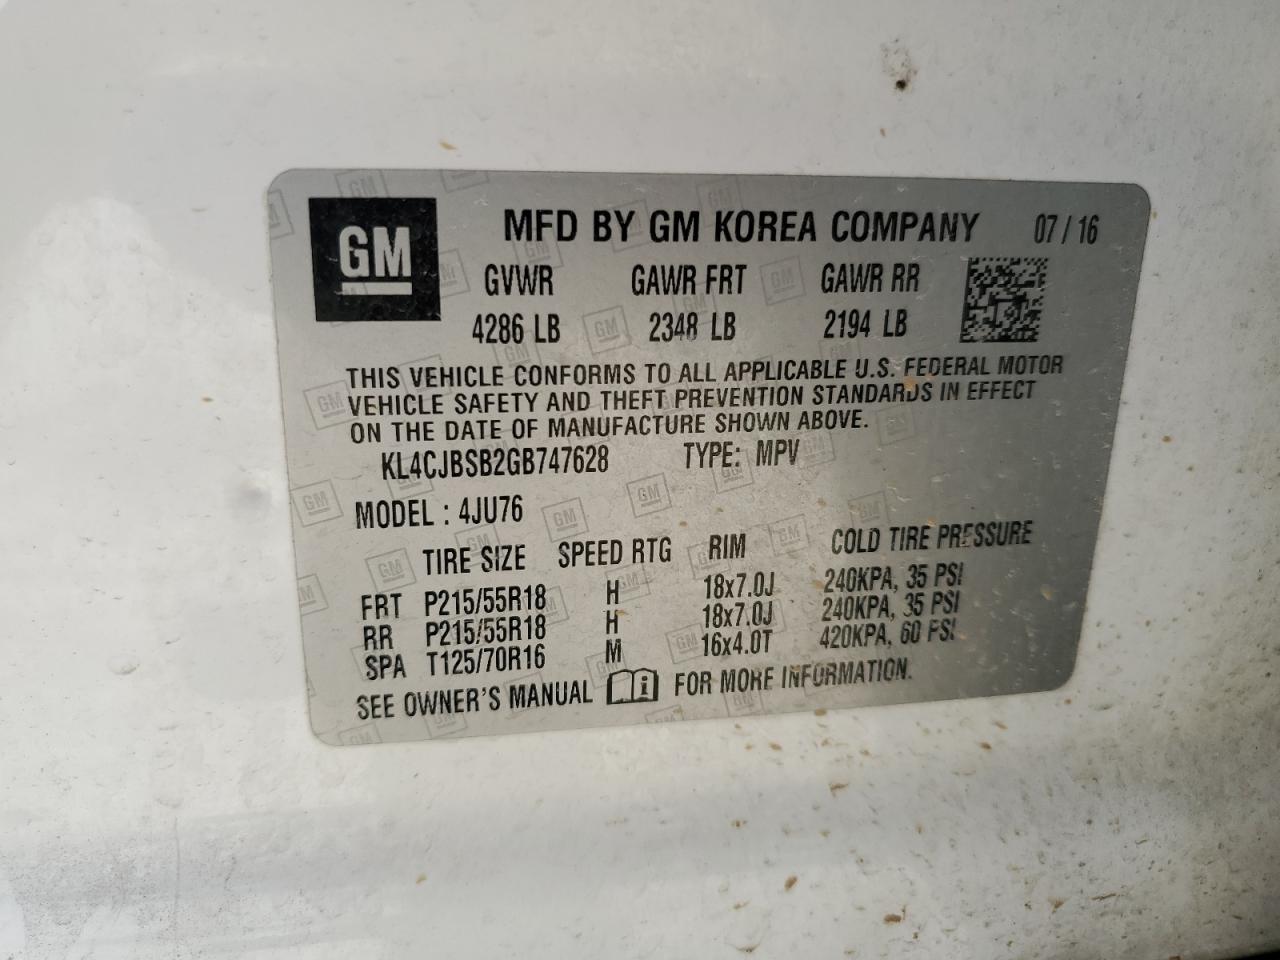 GM
MFD BY GM KOREA COMPANY 07 / 16
GVWR GAWR FRT GAWR RR
4286 LB 2348 LB 2194 LB
THIS VEHICLE CONFORMS TO ALL APPLICABLE U.S. FEDERAL MOTOR
VEHICLE SAFETY AND THEFT PREVENTION STANDARDS IN EFFECT
ON THE DATE OF MANUFACTURE SHOWN ABOVE.
KL4CJBSB2GB747628 TYPE: MPV
MODEL : 4JU76
TIRE SIZE SPEED RTG RIM COLD TIRE PRESSURE
FRT P215/55R18 H 18x7.0J 240KPA, 35 PSI
RR P215/55R18 H 18x7.0J 240KPA, 35 PSI
SPA T125/70R16 M 16x4.0T 420KPA, 60 PSI
SEE OWNER'S MANUAL i FOR MORE INFORMATION.